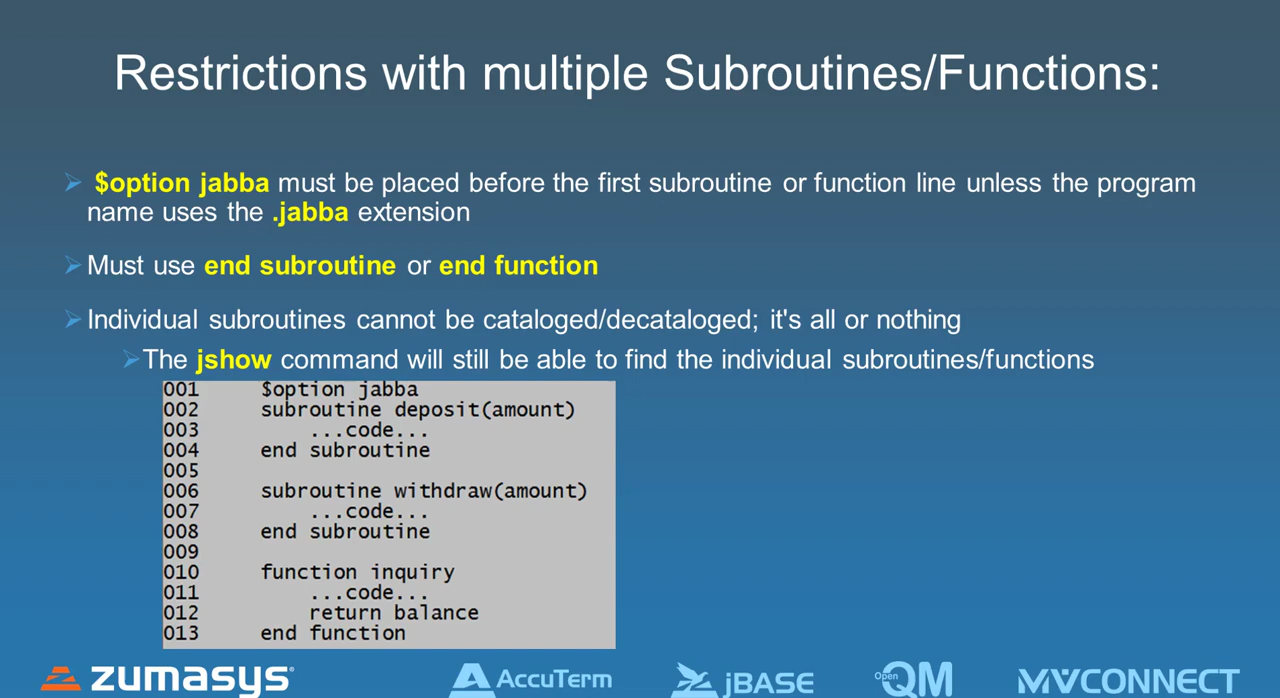 Restrictions with multiple Subroutines/Functions:
$option jabba must be placed before the first subroutine or function line unless the program
name uses the .jabba extension
Must use end subroutine or end function
Individual subroutines cannot be cataloged/decataloged; it's all or nothing
The jshow command will still be able to find the individual subroutines/functions
001     $option jabba
002     subroutine deposit(amount)
003         ...code...
004     end subroutine
005
006     subroutine withdraw(amount)
007         ...code...
008     end subroutine
009
010     function inquiry
011         ...code...
012         return balance
013     end function
zumasys AccuTerm jBASE OpenQM MVCONNECT